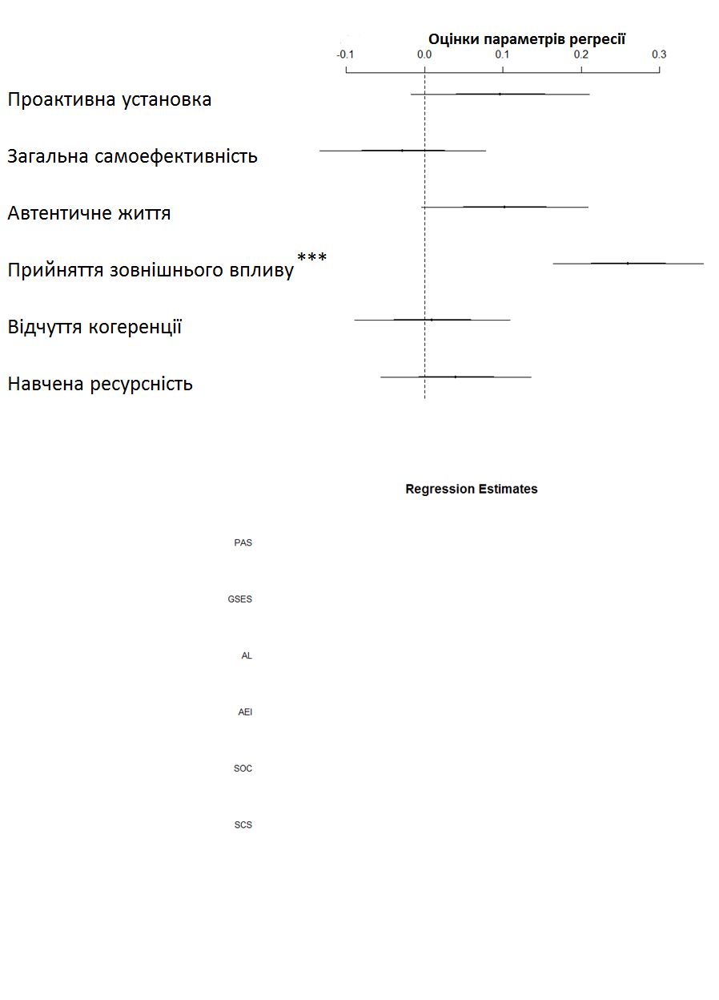 Оцінки параметрів регресії
-0.1 0.0 0.1 0.2 0.3
Проактивна установка
Загальна самоефективність
Автентичне життя
Прийняття зовнішнього впливу***
Відчуття когеренції
Навчена ресурсність
Regression Estimates
PAS
GSES
AL
AEI
SOC
SCS